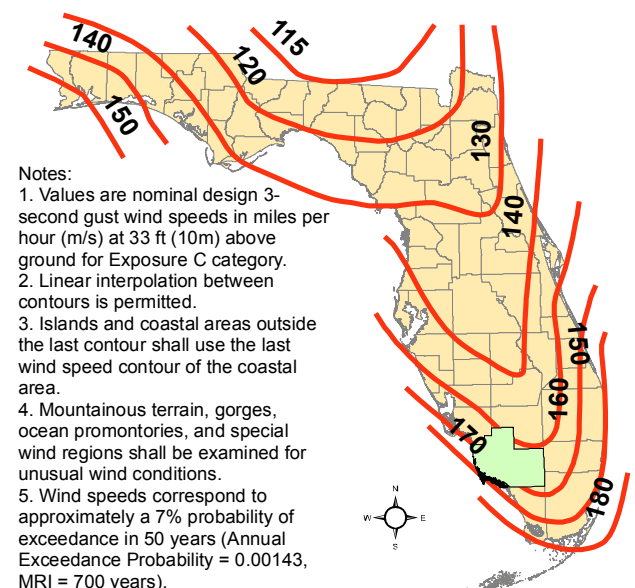 115
140
120
150
130
Notes:
1. Values are nominal design 3-
second gust wind speeds in miles per
hour (m/s) at 33 ft (10m) above
ground for Exposure C category.
2. Linear interpolation between
contours is permitted.
3. Islands and coastal areas outside
the last contour shall use the last
wind speed contour of the coastal
area.
4. Mountainous terrain, gorges,
ocean promontories, and special
wind regions shall be examined for
unusual wind conditions.
5. Wind speeds correspond to
approximately a 7% probability of
exceedance in 50 years (Annual
Exceedance Probability = 0.00143,
MRI = 700 years).
140
150
160
170
180
N
W E
S